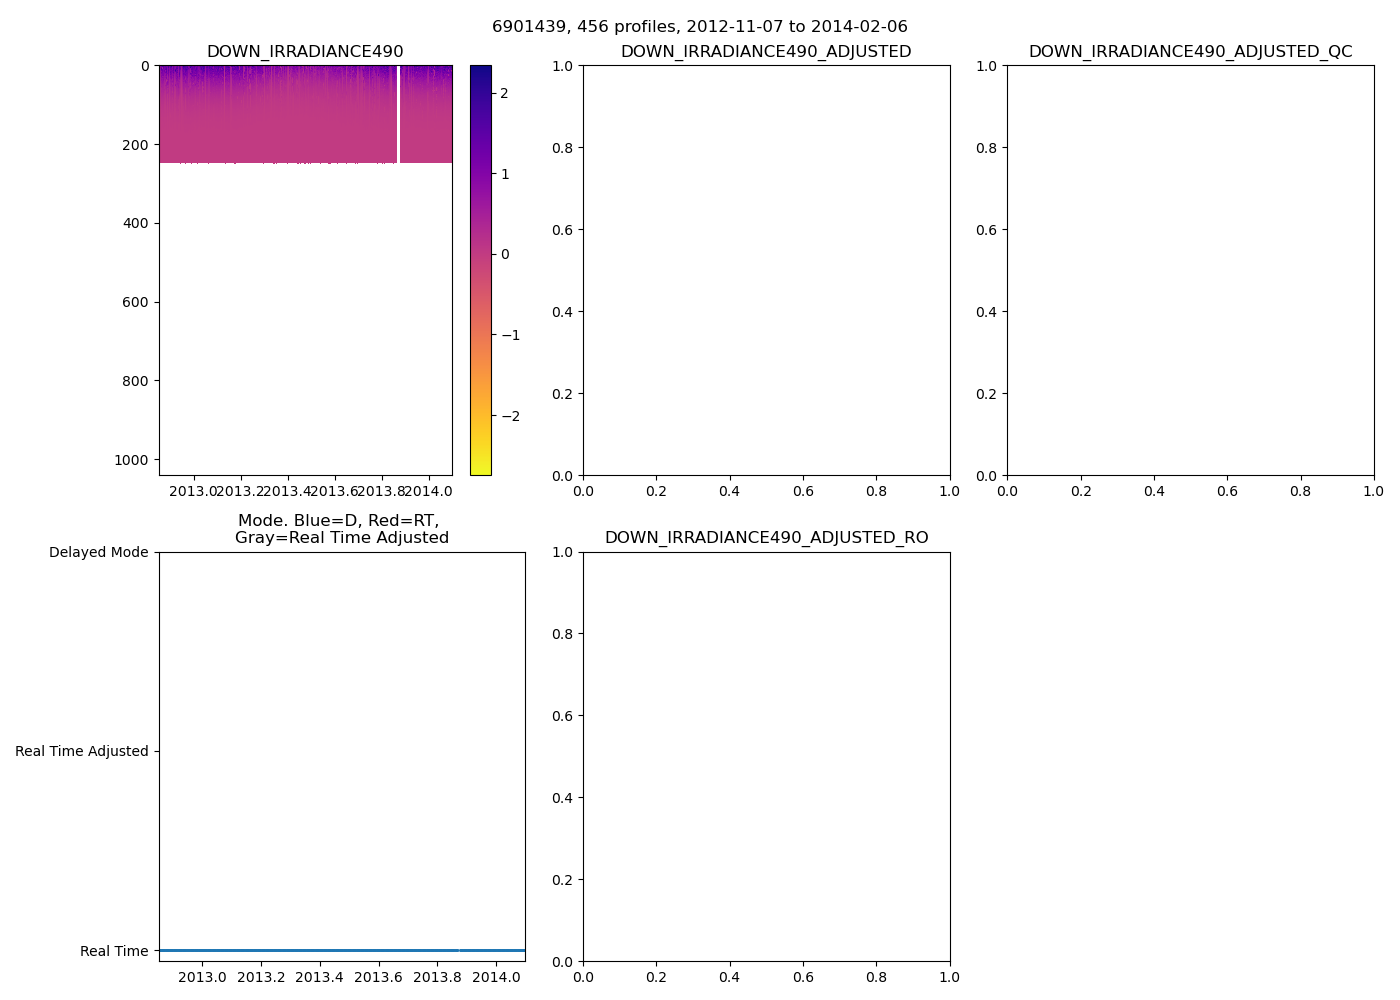 6901439, 456 profiles, 2012-11-07 to 2014-02-06
DOWN_IRRADIANCE490
0
200
400
600
800
1000
2013.0 2013.2 2013.4 2013.6 2013.8 2014.0
2
1
0
−1
−2
DOWN_IRRADIANCE490_ADJUSTED
1.0
0.8
0.6
0.4
0.2
0.0
0.0 0.2 0.4 0.6 0.8 1.0
DOWN_IRRADIANCE490_ADJUSTED_QC
1.0
0.8
0.6
0.4
0.2
0.0
0.0 0.2 0.4 0.6 0.8 1.0
Mode. Blue=D, Red=RT,
Gray=Real Time Adjusted
Delayed Mode
Real Time Adjusted
Real Time
2013.0 2013.2 2013.4 2013.6 2013.8 2014.0
DOWN_IRRADIANCE490_ADJUSTED_RO
1.0
0.8
0.6
0.4
0.2
0.0
0.0 0.2 0.4 0.6 0.8 1.0